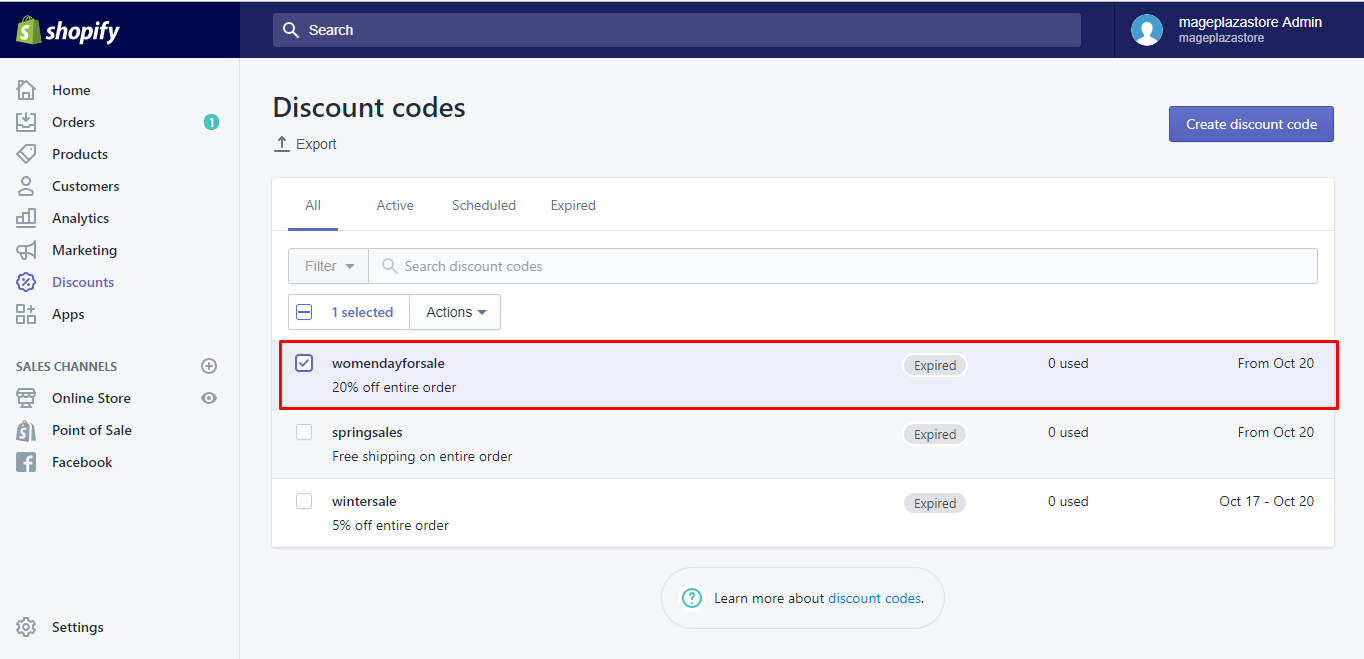 shopify
Search
mageplazastore Admin
mageplazastore
Home
Orders
1
Products
Customers
Analytics
Marketing
Discounts
Apps
SALES CHANNELS
Online Store
Point of Sale
Facebook
Settings
Discount codes
Export
Create discount code
All Active Scheduled Expired
Filter Search discount codes
1 selected Actions
womendayforsale Expired 0 used From Oct 20
20% off entire order
springsales Expired 0 used From Oct 20
Free shipping on entire order
wintersale Expired 0 used Oct 17 - Oct 20
5% off entire order
? Learn more about discount codes.